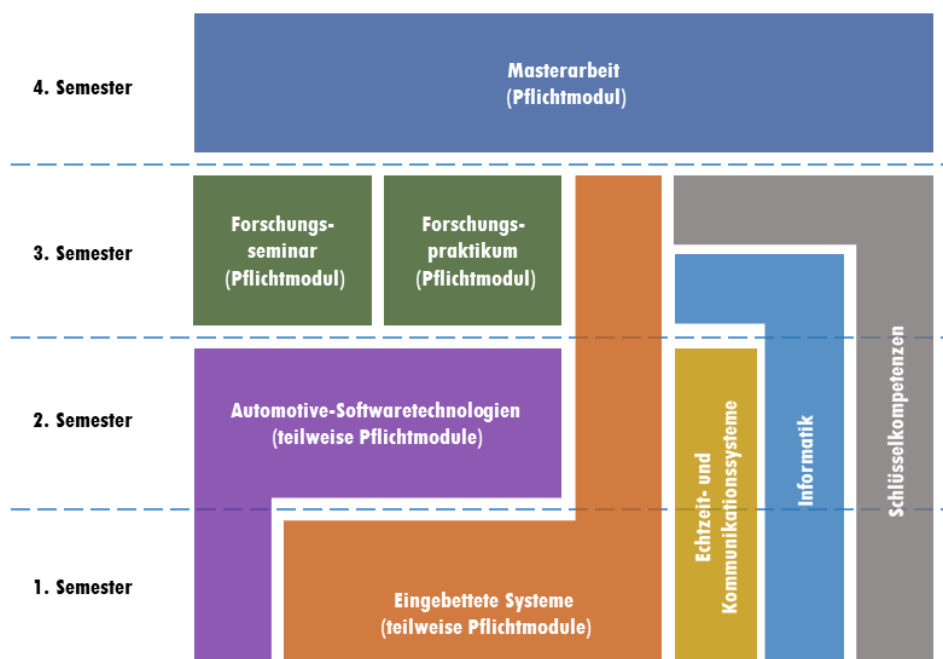 4. Semester
Masterarbeit
(Pflichtmodul)
3. Semester
Forschungs-
seminar
(Pflichtmodul)
Forschungs-
praktikum
(Pflichtmodul)
2. Semester
Automotive-Softwaretechnologien
(teilweise Pflichtmodule)
1. Semester
Eingebettete Systeme
(teilweise Pflichtmodule)
Echtzeit- und
Kommunikationssysteme
Informatik
Schlüsselkompetenzen